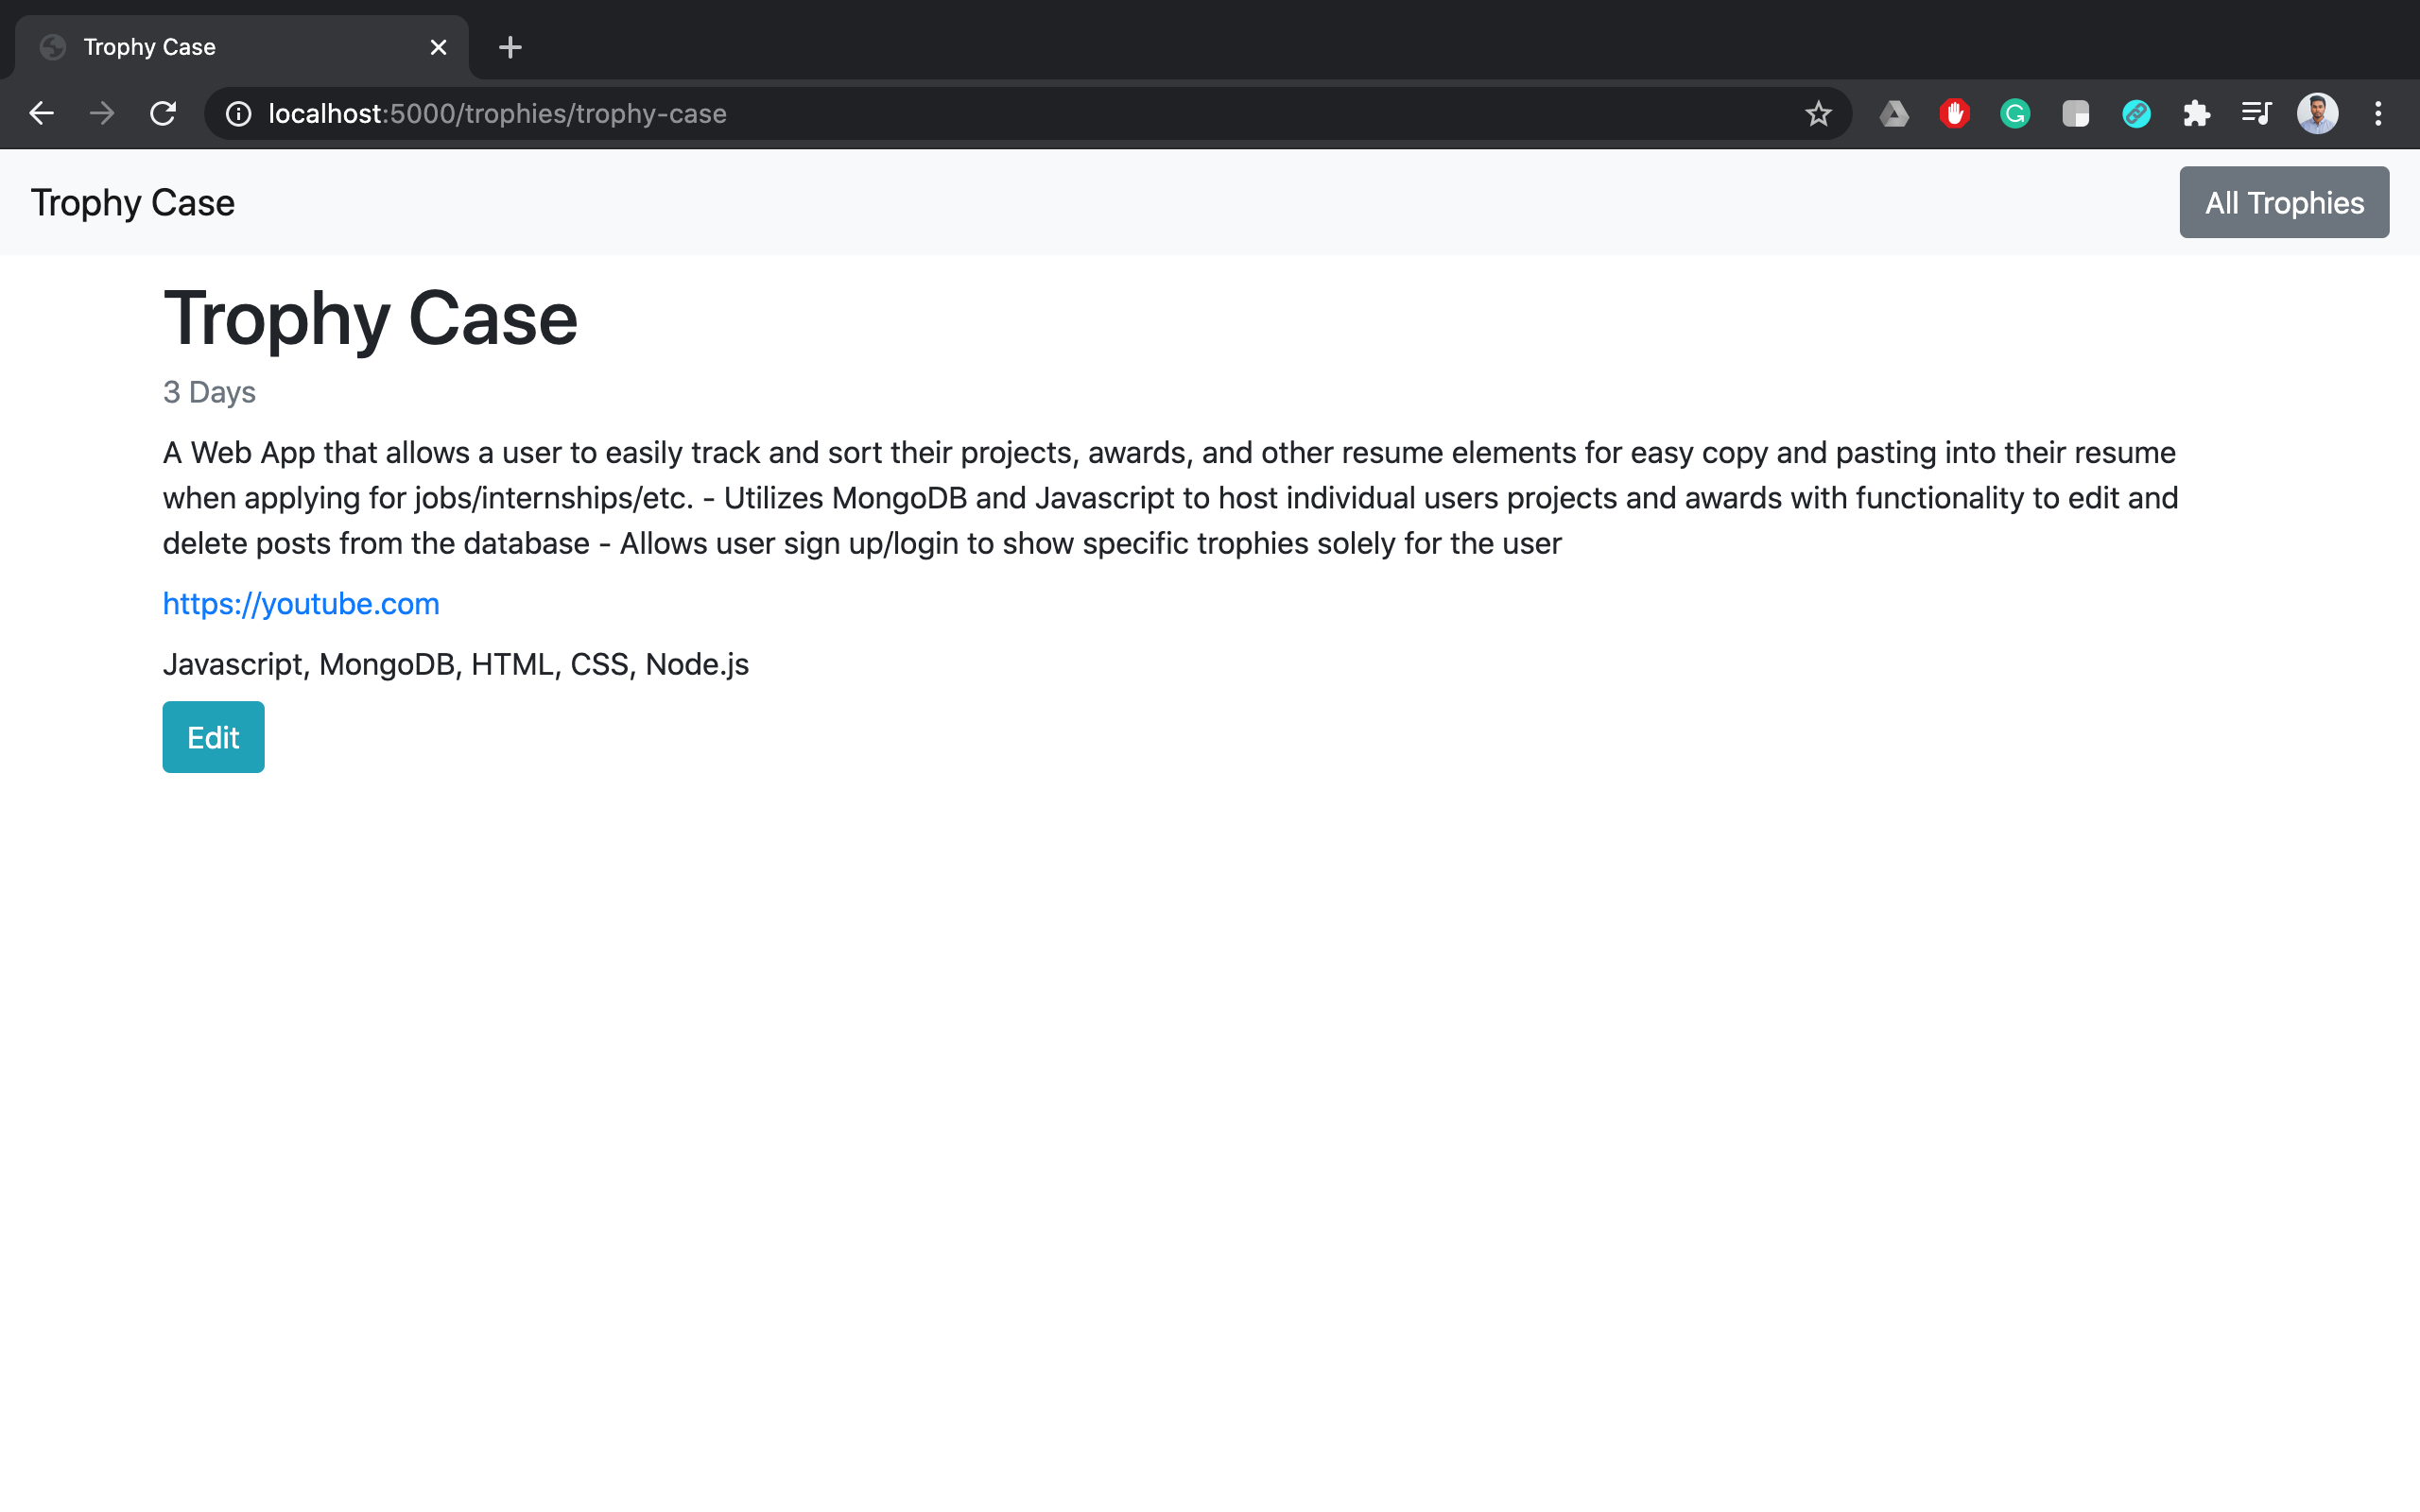 Trophy Case
localhost:5000/trophies/trophy-case
Trophy Case
All Trophies
Trophy Case
3 Days
A Web App that allows a user to easily track and sort their projects, awards, and other resume elements for easy copy and pasting into their resume
when applying for jobs/internships/etc. - Utilizes MongoDB and Javascript to host individual users projects and awards with functionality to edit and
delete posts from the database - Allows user sign up/login to show specific trophies solely for the user
https://youtube.com
Javascript, MongoDB, HTML, CSS, Node.js
Edit